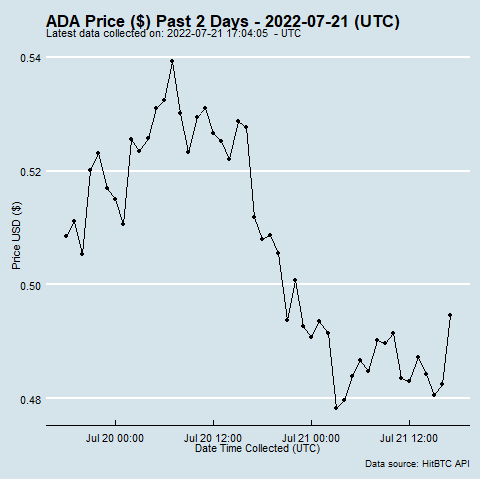 ADA Price ($) Past 2 Days - 2022-07-21 (UTC)
Latest data collected on: 2022-07-21 17:04:05 - UTC
0.54
0.52
0.50
0.48
Price USD ($)
Jul 20 00:00 Jul 20 12:00 Jul 21 00:00 Jul 21 12:00
Date Time Collected (UTC)
Data source: HitBTC API